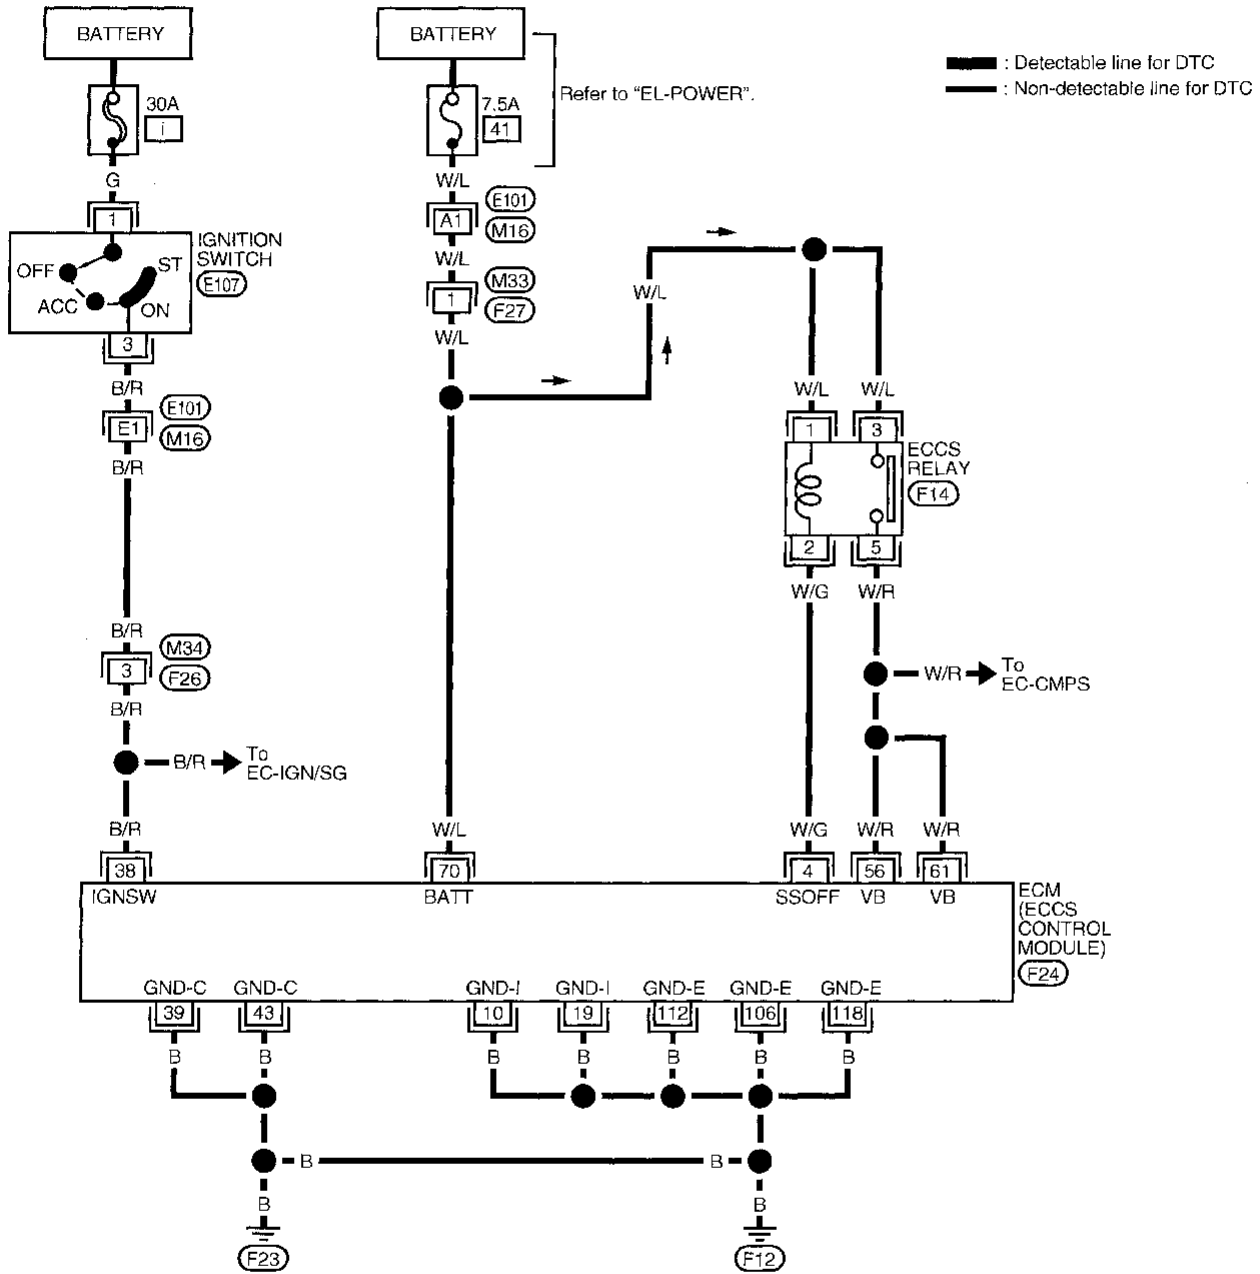 BATTERY
BATTERY
: Detectable line for DTC
: Non-detectable line for DTC
30A
i
7.5A
41
Refer to "EL-POWER".
G
W/L
1
A1
E101
M16
IGNITION
SWITCH
E107
OFF
ST
ACC
ON
W/L
1
M33
F27
W/L
W/L
3
B/R
E1
E101
M16
B/R
W/L
W/L
1
3
ECCS
RELAY
F14
2
5
W/G
W/R
B/R
3
M34
F26
B/R
W/R
To
EC-CMPS
B/R
To
EC-IGN/SG
B/R
W/L
W/G
W/R
W/R
38
70
4
56
61
IGNSW
BATT
SSOFF
VB
VB
ECM
(ECCS
CONTROL
MODULE)
F24
GND-C
GND-C
GND-I
GND-I
GND-E
GND-E
GND-E
39
43
10
19
112
106
118
B
B
B
B
B
B
B
B
B
B
B
F23
F12